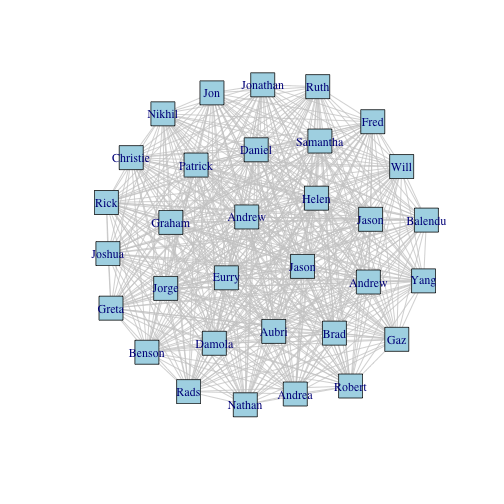 Jonathan
Ruth
Jon
Nikhil
Fred
Samantha
Daniel
Christie
Patrick
Will
Helen
Rick
Andrew
Jason
Balendu
Graham
Joshua
Jason
Eurry
Yang
Andrew
Jorge
Greta
Aubri
Brad
Gaz
Damola
Benson
Robert
Rads
Andrea
Nathan